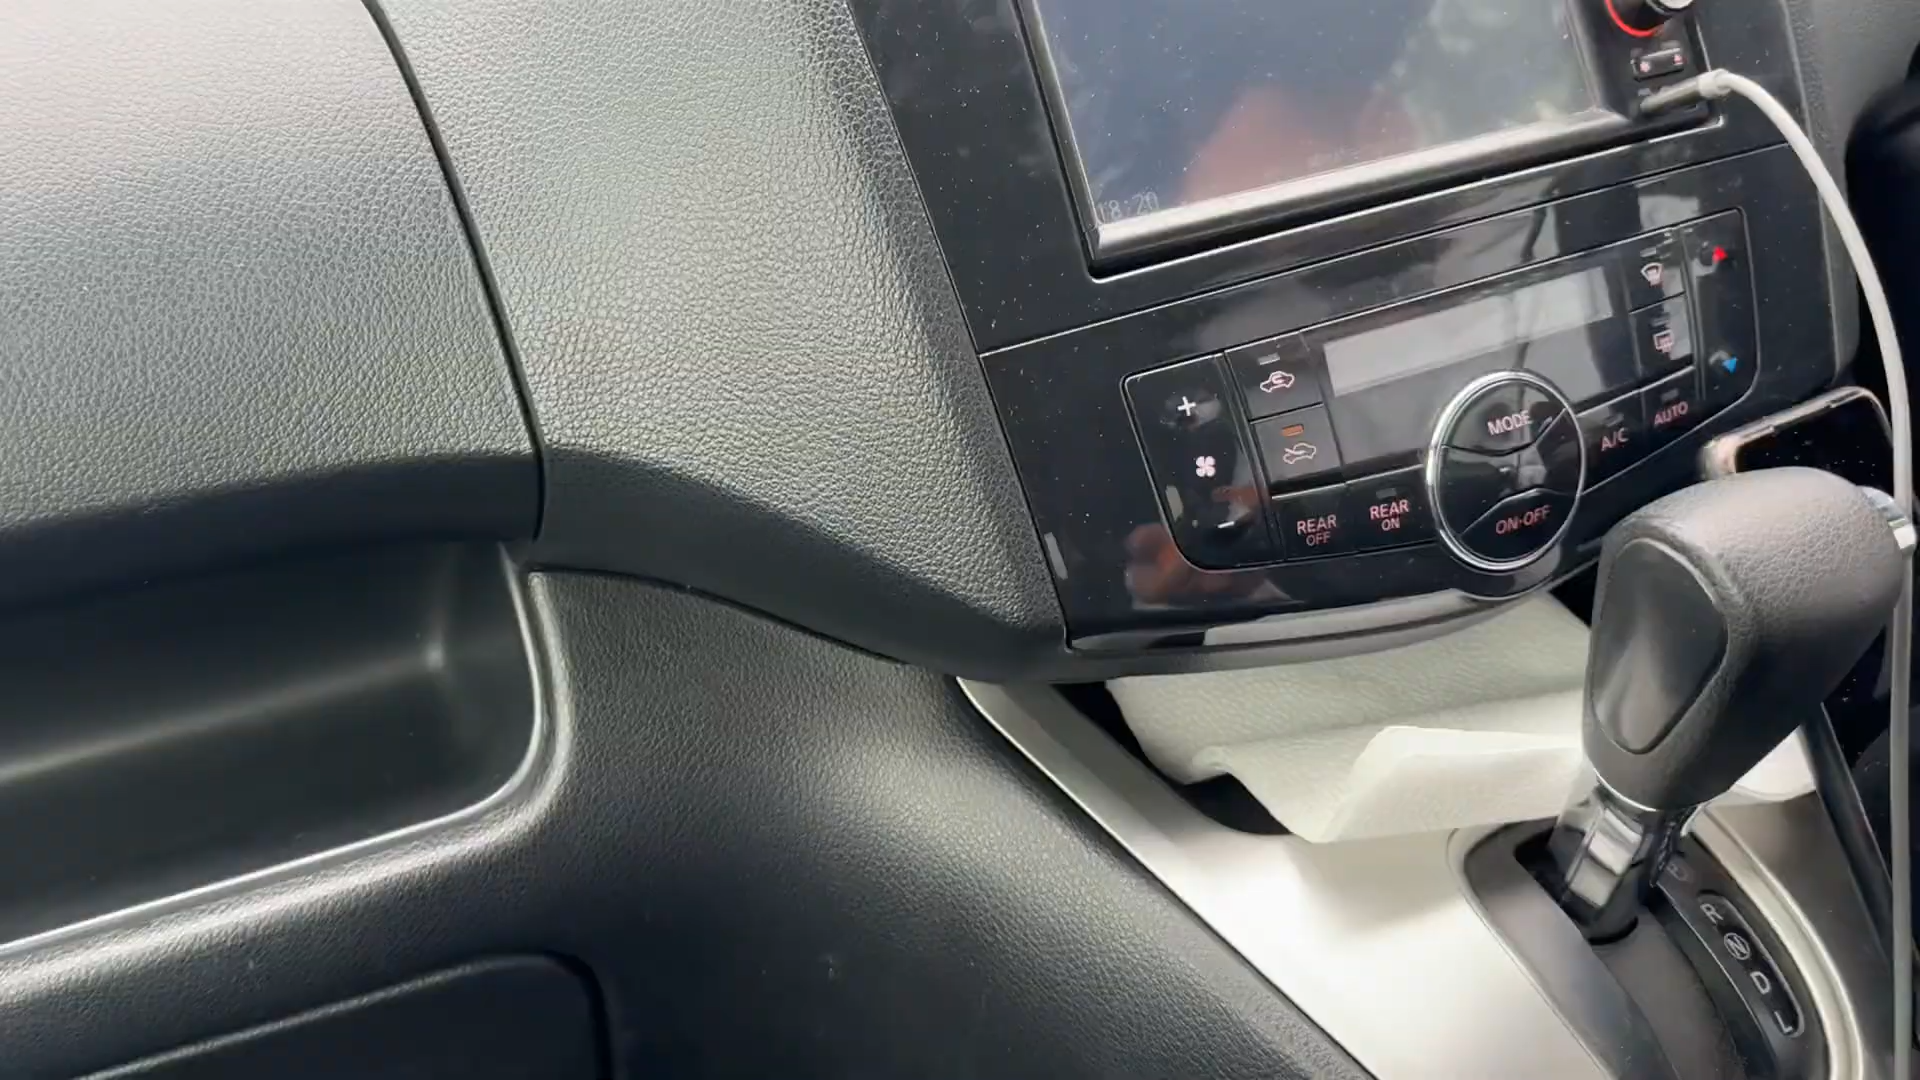 18:20
+
MODE
A/C
AUTO
REAR
OFF
REAR
ON
ON·OFF
-
R
N
D
L